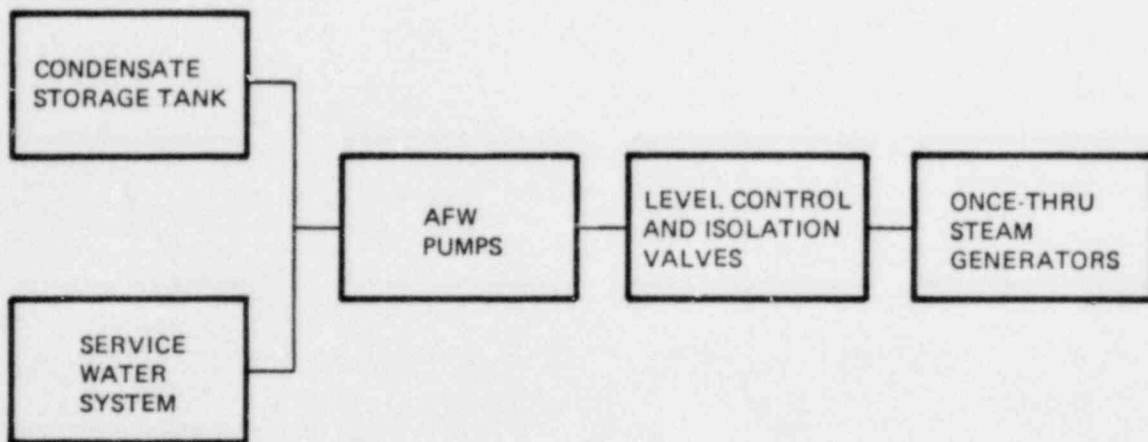 CONDENSATE
STORAGE TANK
SERVICE
WATER
SYSTEM
AFW
PUMPS
LEVEL CONTROL
AND ISOLATION
VALVES
ONCE-THRU
STEAM
GENERATORS